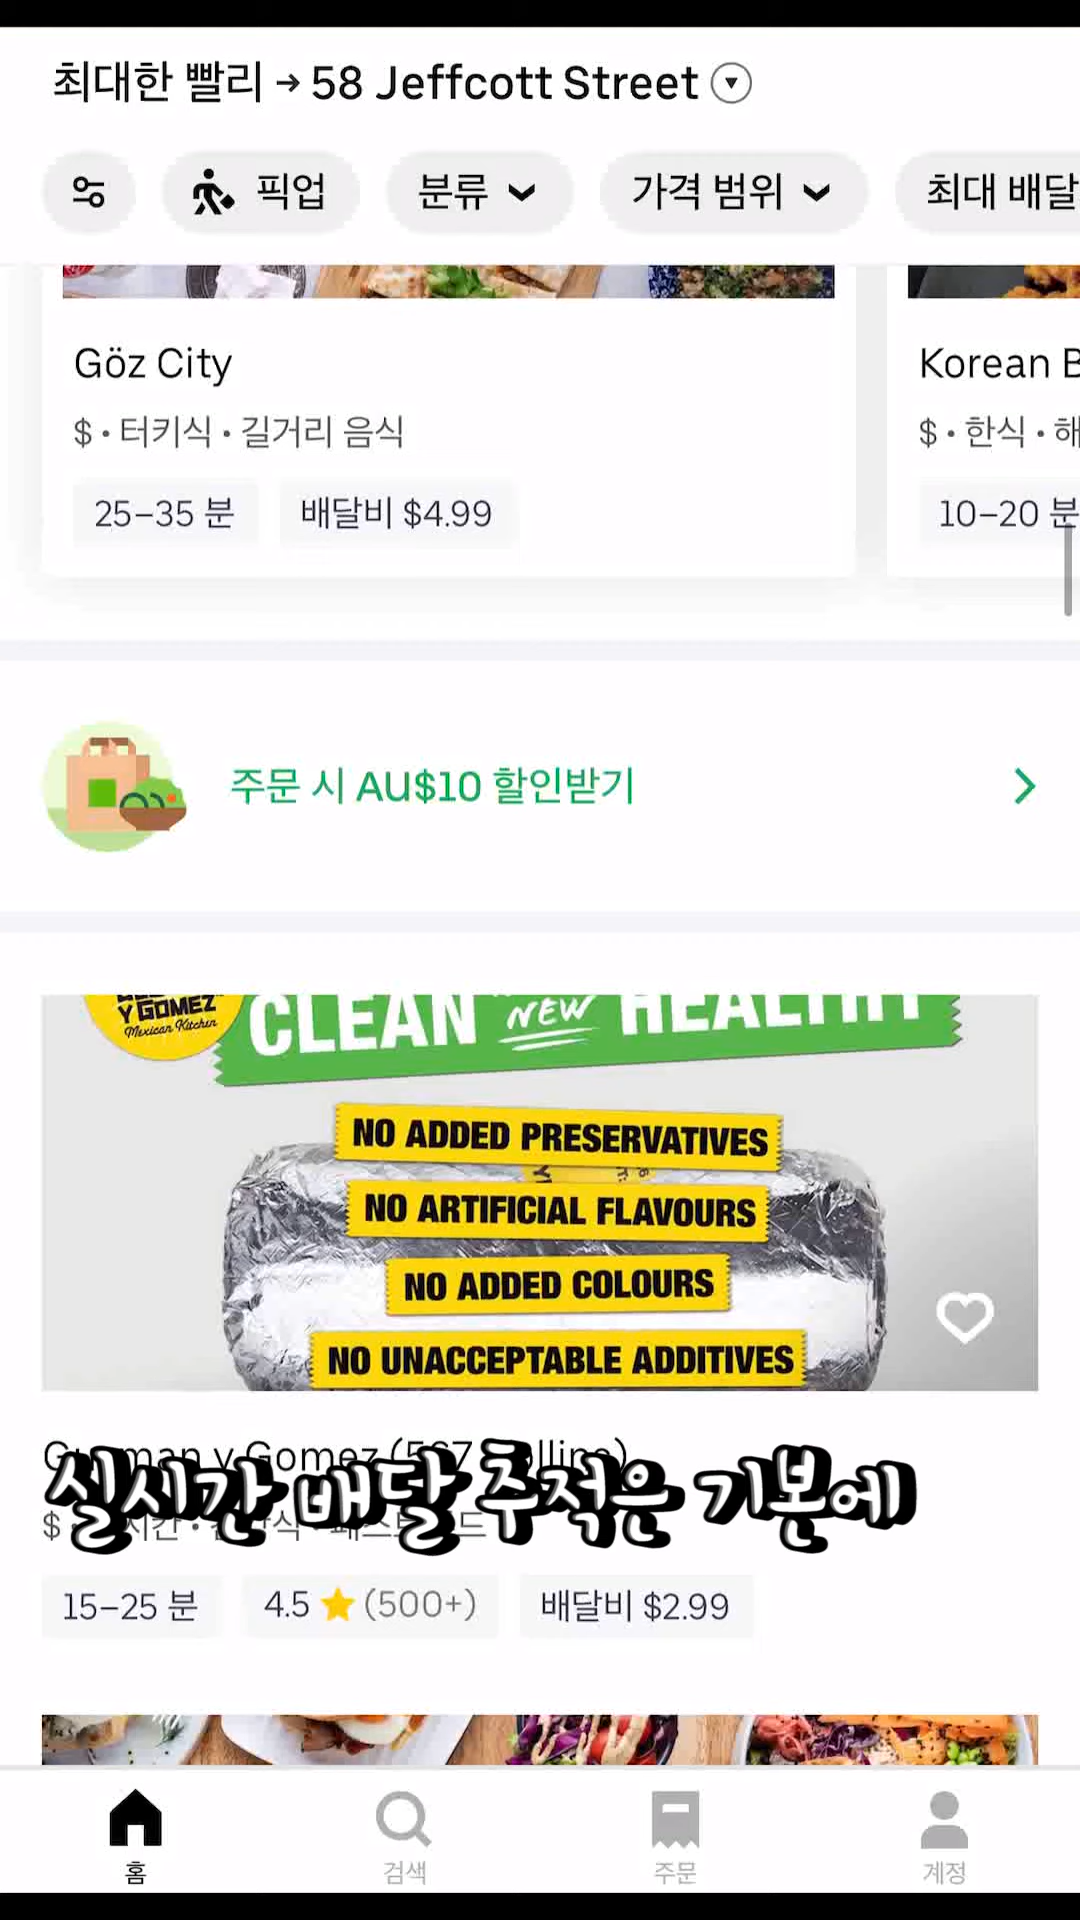 최대한 빨리 → 58 Jeffcott Street
픽업
분류
가격 범위
최대 배달
Göz City
$ • 터키식 • 길거리 음식
25–35 분
배달비 $4.99
Korean B
$ • 한식 • 해
10–20 분
주문 시 AU$10 할인받기
Y GOMEZ
Mexican Kitchen
CLEAN NEW HEALTHY
NO ADDED PRESERVATIVES
NO ARTIFICIAL FLAVOURS
NO ADDED COLOURS
NO UNACCEPTABLE ADDITIVES
y Gomez
실시간 배달 추적은 기본에
15–25 분
4.5 ★ (500+)
배달비 $2.99
홈
검색
주문
계정